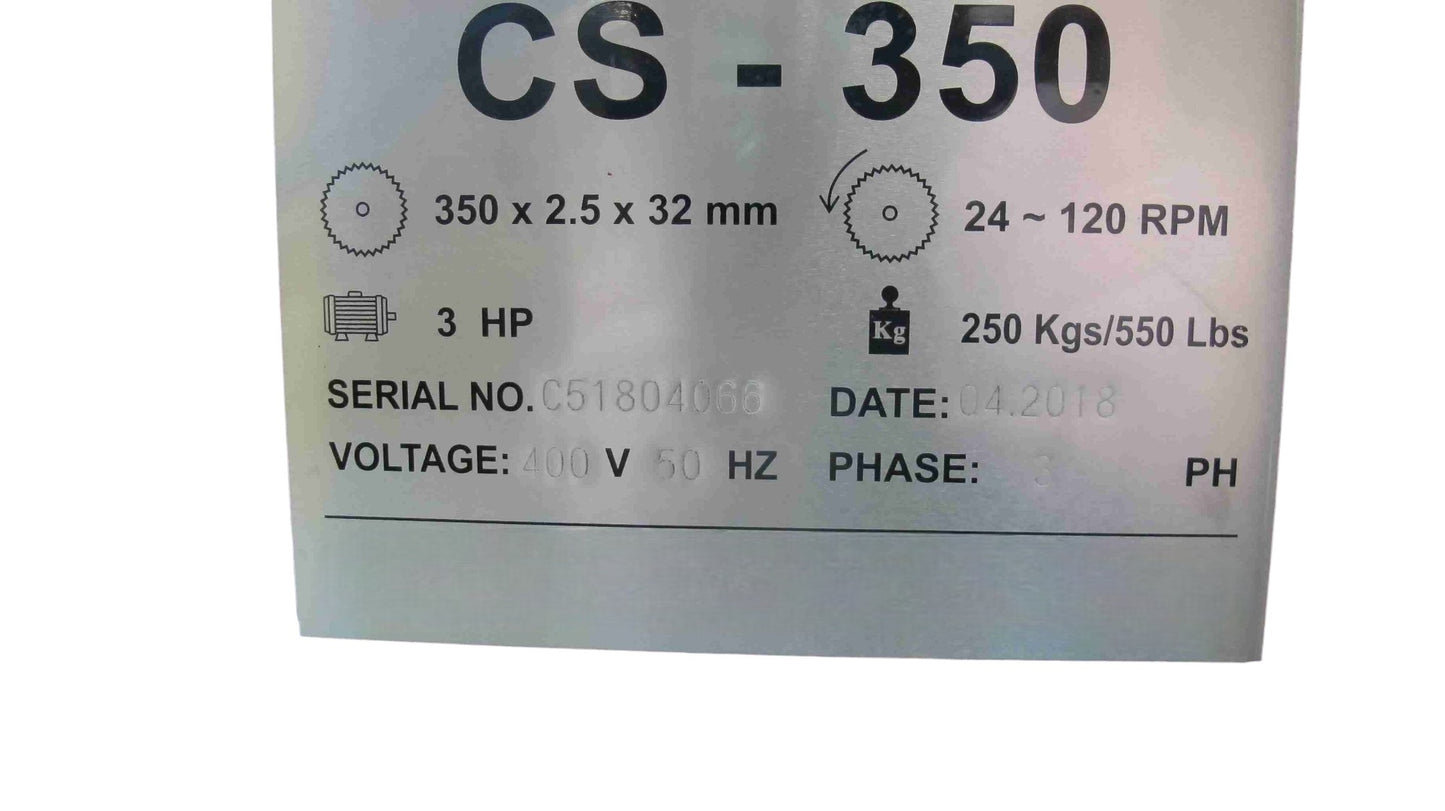 CS - 350
350 x 2.5 x 32 mm
24 ~ 120 RPM
3 HP
Kg
250 Kgs/550 Lbs
SERIAL NO. C51804066
DATE: 04.2018
VOLTAGE: 400 V 50 HZ
PHASE: 3 PH